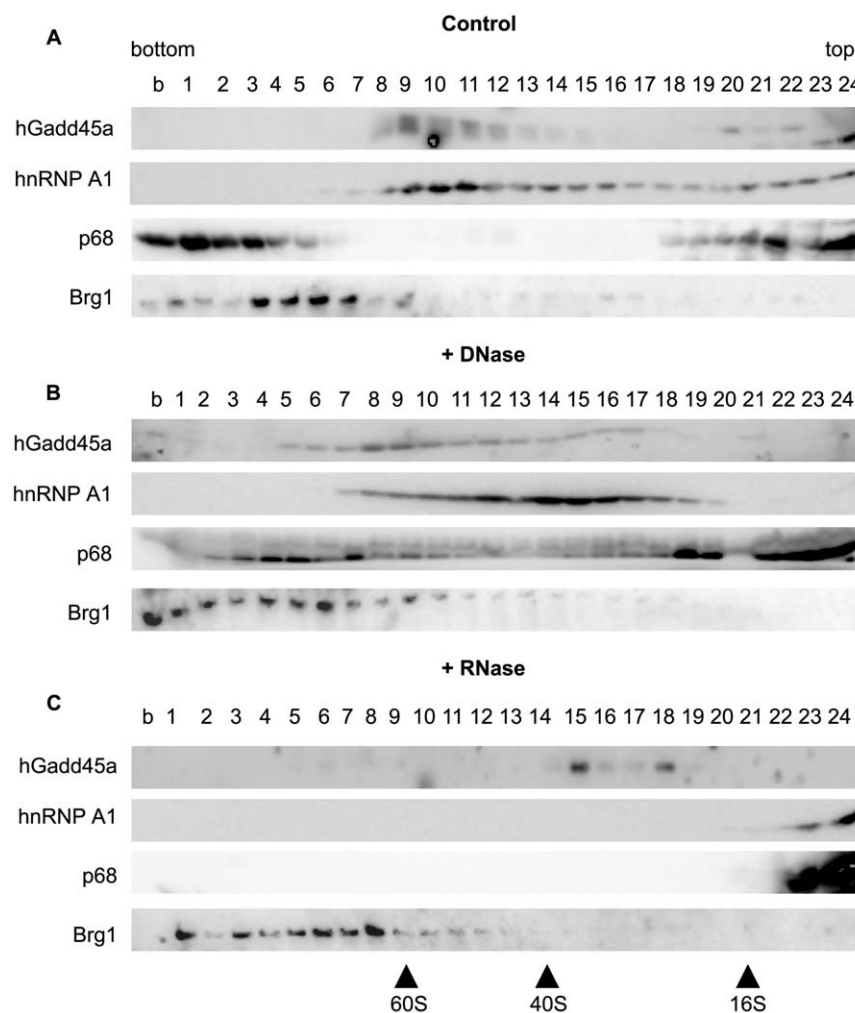 Control
A
bottom top
b 1 2 3 4 5 6 7 8 9 10 11 12 13 14 15 16 17 18 19 20 21 22 23 24
hGadd45a
hnRNP A1
p68
Brg1
+ DNase
B
b 1 2 3 4 5 6 7 8 9 10 11 12 13 14 15 16 17 18 19 20 21 22 23 24
hGadd45a
hnRNP A1
p68
Brg1
+ RNase
C
b 1 2 3 4 5 6 7 8 9 10 11 12 13 14 15 16 17 18 19 20 21 22 23 24
hGadd45a
hnRNP A1
p68
Brg1
60S 40S 16S